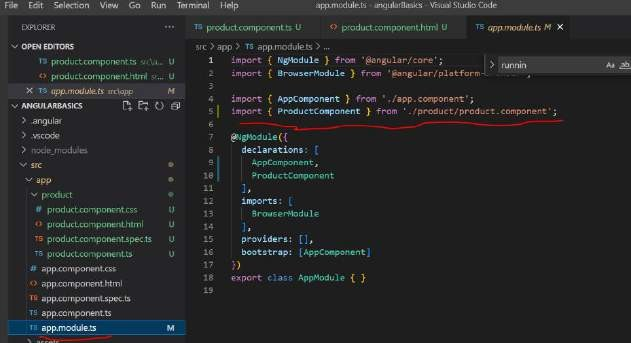 File Edit Selection View Go Run Terminal Help app.module.ts - angularBasics - Visual Studio Code
EXPLORER
OPEN EDITORS
TS product.component.ts src\a... U
<> product.component.html sr... U
TS app.module.ts src\app M
ANGULARBASICS
.angular
.vscode
node_modules
src
app
product
# product.component.css U
<> product.component.html U
TS product.component.spec.ts U
TS product.component.ts U
# app.component.css
<> app.component.html
TS app.component.spec.ts
TS app.component.ts
TS app.module.ts M
assets
TS product.component.ts U <> product.component.html U TS app.module.ts M
src > app > TS app.module.ts > ...
runnin Aa ab
1 import { NgModule } from '@angular/core';
2 import { BrowserModule } from '@angular/platform-
3
4 import { AppComponent } from './app.component';
5 import { ProductComponent } from './product/product.component';
6
7 @NgModule({
8 declarations: [
9 AppComponent,
10 ProductComponent
11 ],
12 imports: [
13 BrowserModule
14 ],
15 providers: [],
16 bootstrap: [AppComponent]
17 })
18 export class AppModule { }
19